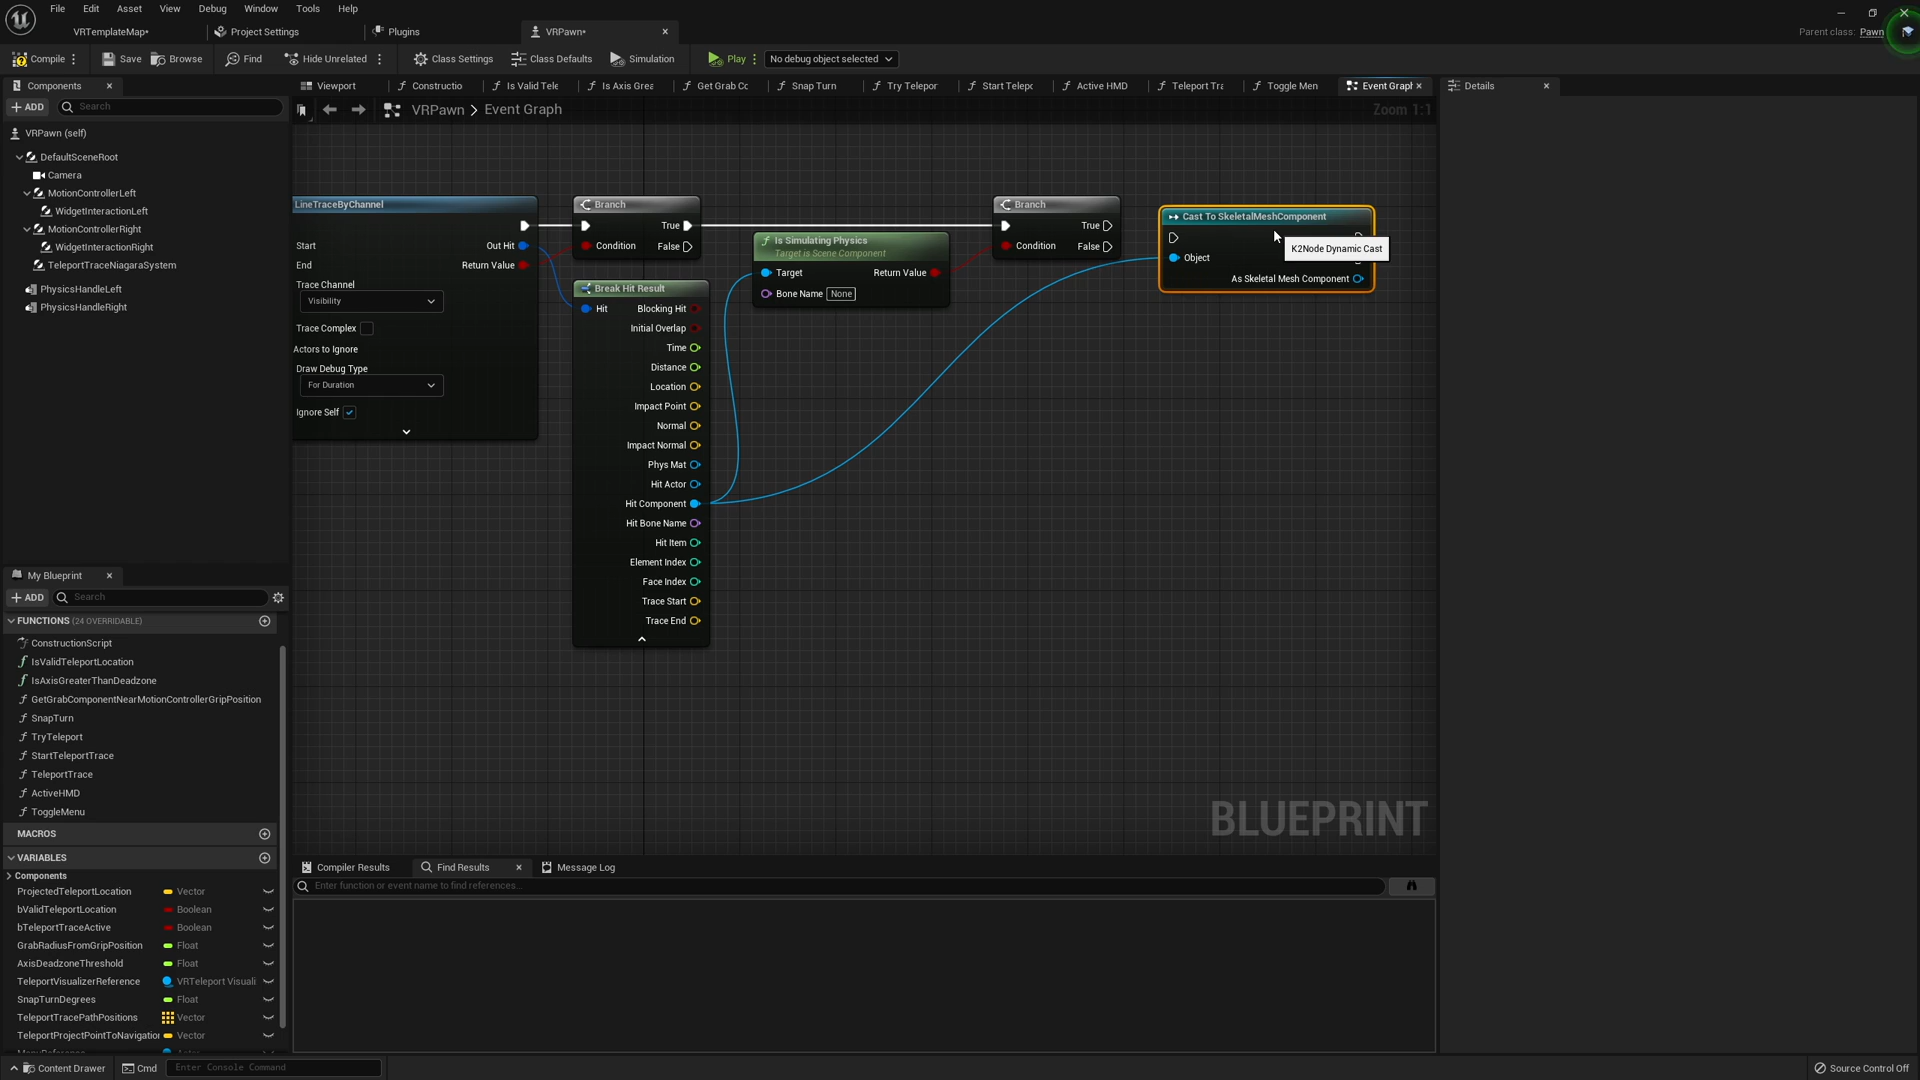 File Edit Asset View Debug Window Tools Help
VRTemplateMap* Project Settings Plugins VRPawn*
Parent class: Pawn
Compile Save Browse Find Hide Unrelated Class Settings Class Defaults Simulation Play No debug object selected
Components
Viewport Constructio Is Valid Tele Is Axis Grea Get Grab Co Snap Turn Try Telepor Start Telepo Active HMD Teleport Tra Toggle Men Event Graph
Details
ADD Search
VRPawn > Event Graph
Zoom 1:1
VRPawn (self)
DefaultSceneRoot
Camera
MotionControllerLeft
WidgetInteractionLeft
MotionControllerRight
WidgetInteractionRight
TeleportTraceNiagaraSystem
PhysicsHandleLeft
PhysicsHandleRight
LineTraceByChannel
Start
Out Hit
End
Return Value
Trace Channel
Visibility
Trace Complex
Actors to Ignore
Draw Debug Type
For Duration
Ignore Self
Branch
True
Condition
False
Break Hit Result
Hit
Blocking Hit
Initial Overlap
Time
Distance
Location
Impact Point
Normal
Impact Normal
Phys Mat
Hit Actor
Hit Component
Hit Bone Name
Hit Item
Element Index
Face Index
Trace Start
Trace End
Is Simulating Physics
Target is Scene Component
Target
Return Value
Bone Name None
Branch
True
Condition
False
Cast To SkeletalMeshComponent
K2Node Dynamic Cast
Object
As Skeletal Mesh Component
BLUEPRINT
My Blueprint
ADD Search
FUNCTIONS (24 OVERRIDABLE)
ConstructionScript
IsValidTeleportLocation
IsAxisGreaterThanDeadzone
GetGrabComponentNearMotionControllerGripPosition
SnapTurn
TryTeleport
StartTeleportTrace
TeleportTrace
ActiveHMD
ToggleMenu
MACROS
VARIABLES
Components
ProjectedTeleportLocation Vector
bValidTeleportLocation Boolean
bTeleportTraceActive Boolean
GrabRadiusFromGripPosition Float
AxisDeadzoneThreshold Float
TeleportVisualizerReference VRTeleport Visuali
SnapTurnDegrees Float
TeleportTracePathPositions Vector
TeleportProjectPointToNavigation Vector
Compiler Results Find Results Message Log
Enter function or event name to find references...
Content Drawer Cmd Enter Console Command
Source Control Off